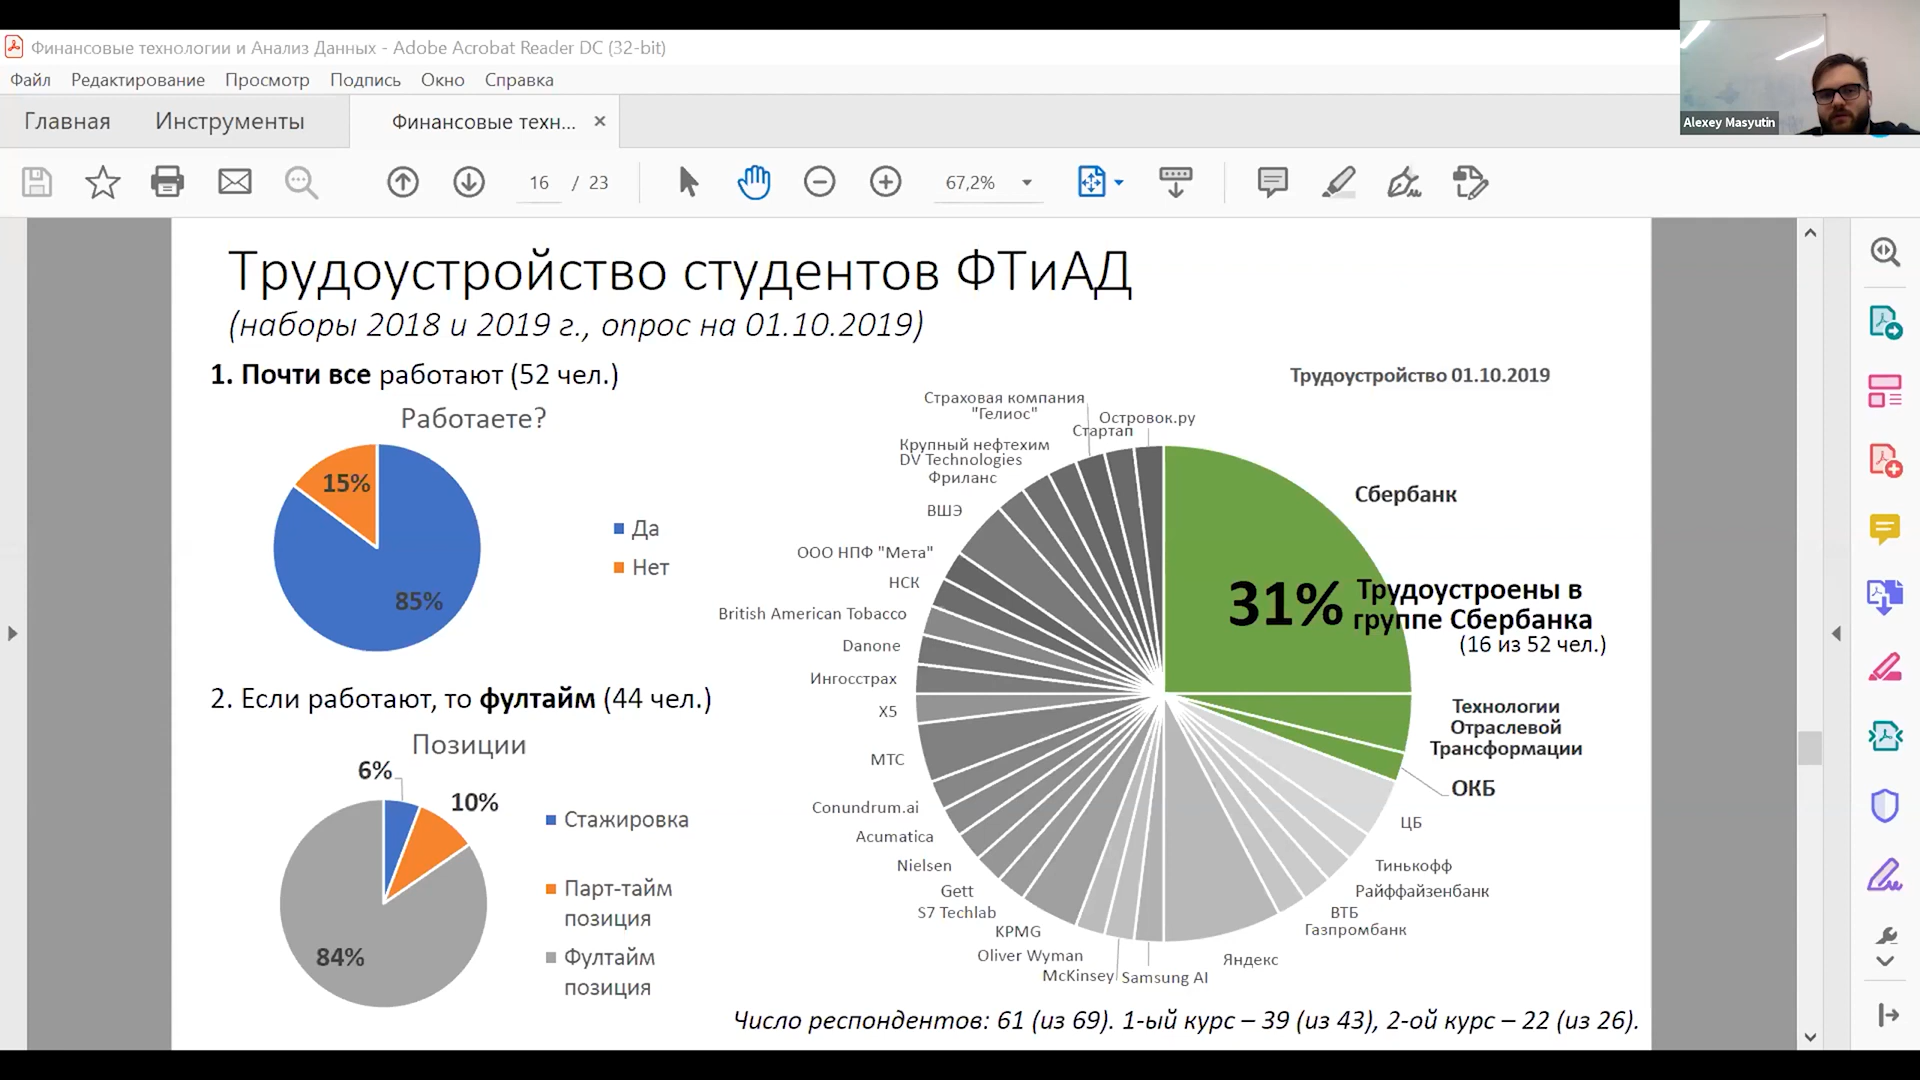 Финансовые технологии и Анализ Данных - Adobe Acrobat Reader DC (32-bit)
Файл Редактирование Просмотр Подпись Окно Справка
Главная Инструменты Финансовые техн... ×
16 / 23 67,2%
Alexey Masyutin
Трудоустройство студентов ФТиАД
(наборы 2018 и 2019 г., опрос на 01.10.2019)
1. Почти все работают (52 чел.)
Работаете?
15%
85%
Да
Нет
2. Если работают, то фултайм (44 чел.)
Позиции
6%
10%
84%
Стажировка
Парт-тайм
позиция
Фултайм
позиция
Трудоустройство 01.10.2019
Сбербанк
31% Трудоустроены в
группе Сбербанка
(16 из 52 чел.)
Технологии
Отраслевой
Трансформации
ОКБ
ЦБ
Тинькофф
Райффайзенбанк
ВТБ
Газпромбанк
Яндекс
Samsung AI
McKinsey
Oliver Wyman
KPMG
S7 Techlab
Gett
Nielsen
Acumatica
Conundrum.ai
МТС
X5
Ингосстрах
Danone
British American Tobacco
НСК
ООО НПФ "Мета"
ВШЭ
Фриланс
DV Technologies
Крупный нефтехим
Страховая компания
"Гелиос"
Стартап
Островок.ру
Число респондентов: 61 (из 69). 1-ый курс – 39 (из 43), 2-ой курс – 22 (из 26).